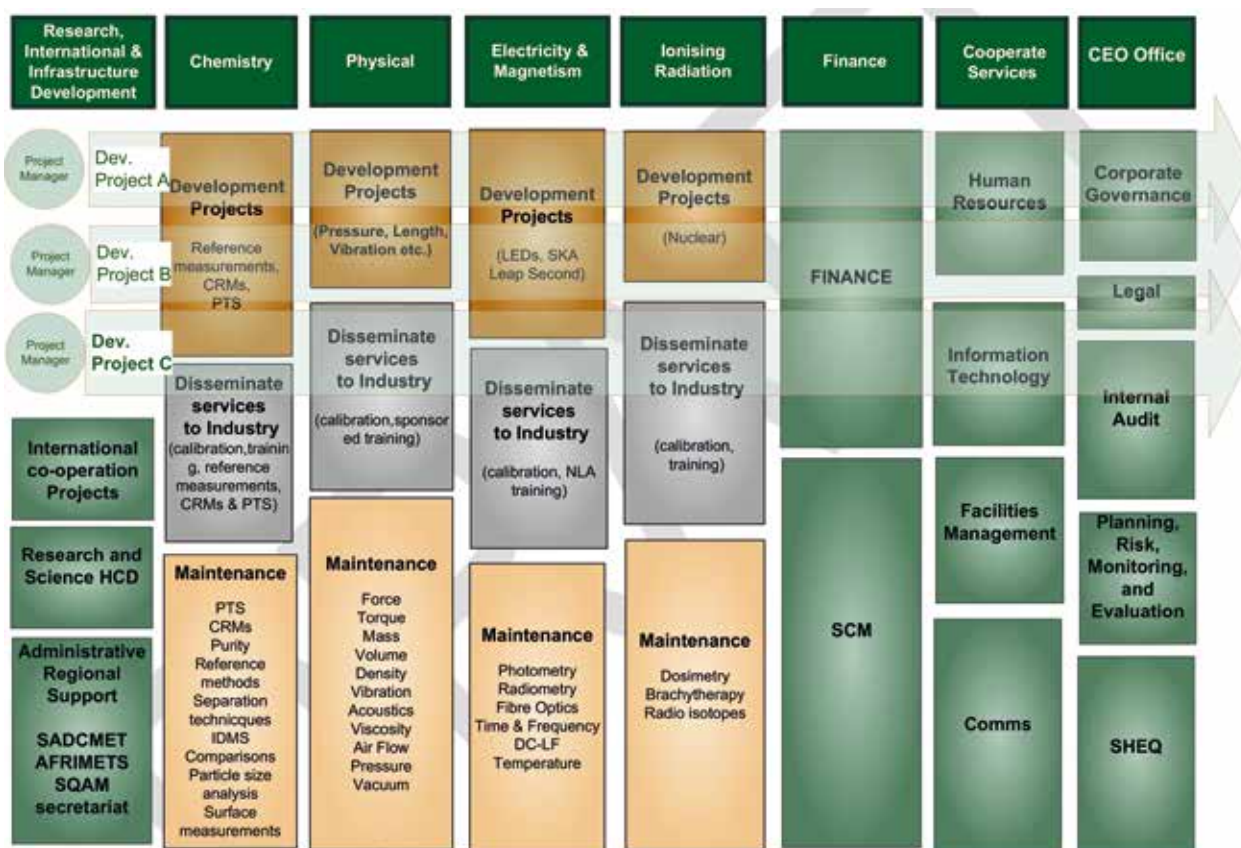 Research,
International &
Infrastructure
Development
Chemistry
Physical
Electricity &
Magnetism
Ionising
Radiation
Finance
Cooperate
Services
CEO Office
Project
Manager
Dev.
Project A
Project
Manager
Dev.
Project B
Project
Manager
Dev.
Project C
International
co-operation
Projects
Research and
Science HCD
Administrative
Regional
Support
SADCMET
AFRIMETS
SQAM
secretariat
Development
Projects
Reference
measurements,
CRMs,
PTS
Disseminate
services
to Industry
(calibration,trainin
g, reference
measurements,
CRMs & PTS)
Maintenance
PTS
CRMs
Purity
Reference
methods
Separation
technicques
IDMS
Comparisons
Particle size
analysis
Surface
measurements
Development
Projects
(Pressure, Length,
Vibration etc.)
Disseminate
services
to Industry
(calibration,sponsor
ed training)
Maintenance
Force
Torque
Mass
Volume
Density
Vibration
Acoustics
Viscosity
Air Flow
Pressure
Vacuum
Development
Projects
(LEDs, SKA
Leap Second)
Disseminate
services
to Industry
(calibration, NLA
training)
Maintenance
Photometry
Radiometry
Fibre Optics
Time & Frequency
DC-LF
Temperature
Development
Projects
(Nuclear)
Disseminate
services
to Industry
(calibration,
training)
Maintenance
Dosimetry
Brachytherapy
Radio isotopes
FINANCE
SCM
Human
Resources
Information
Technology
Facilities
Management
Comms
Corporate
Governance
Legal
Internal
Audit
Planning,
Risk,
Monitoring,
and
Evaluation
SHEQ